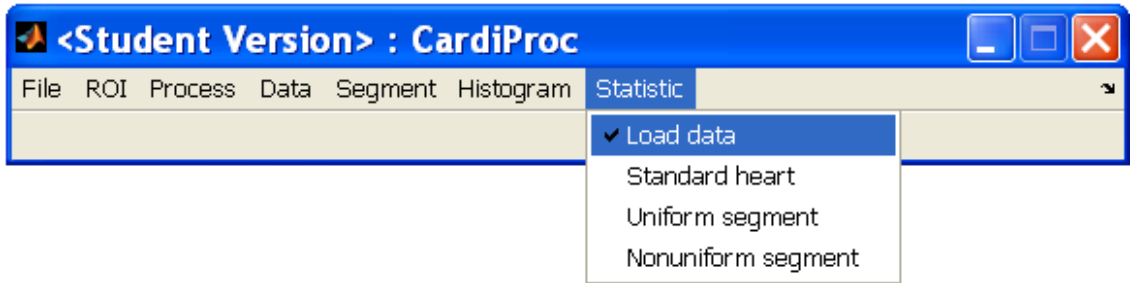 <Student Version> : CardiProc
File ROI Process Data Segment Histogram Statistic
Load data
Standard heart
Uniform segment
Nonuniform segment